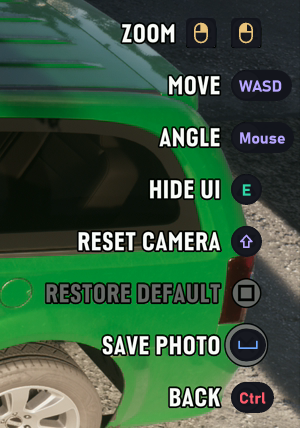 ZOOM
MOVE WASD
ANGLE Mouse
HIDE UI E
RESET CAMERA
RESTORE DEFAULT
SAVE PHOTO
BACK Ctrl